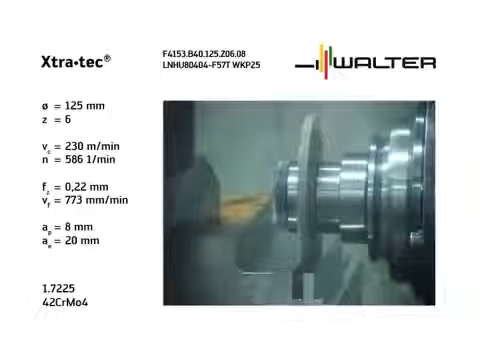 Xtra•tec®
F4153.B40.125.Z06.08
LNHU80404-F57T WKP25
WALTER
ø = 125 mm
z = 6
vc = 230 m/min
n = 586 1/min
fz = 0,22 mm
vf = 773 mm/min
ap = 8 mm
ae = 20 mm
1.7225
42CrMo4